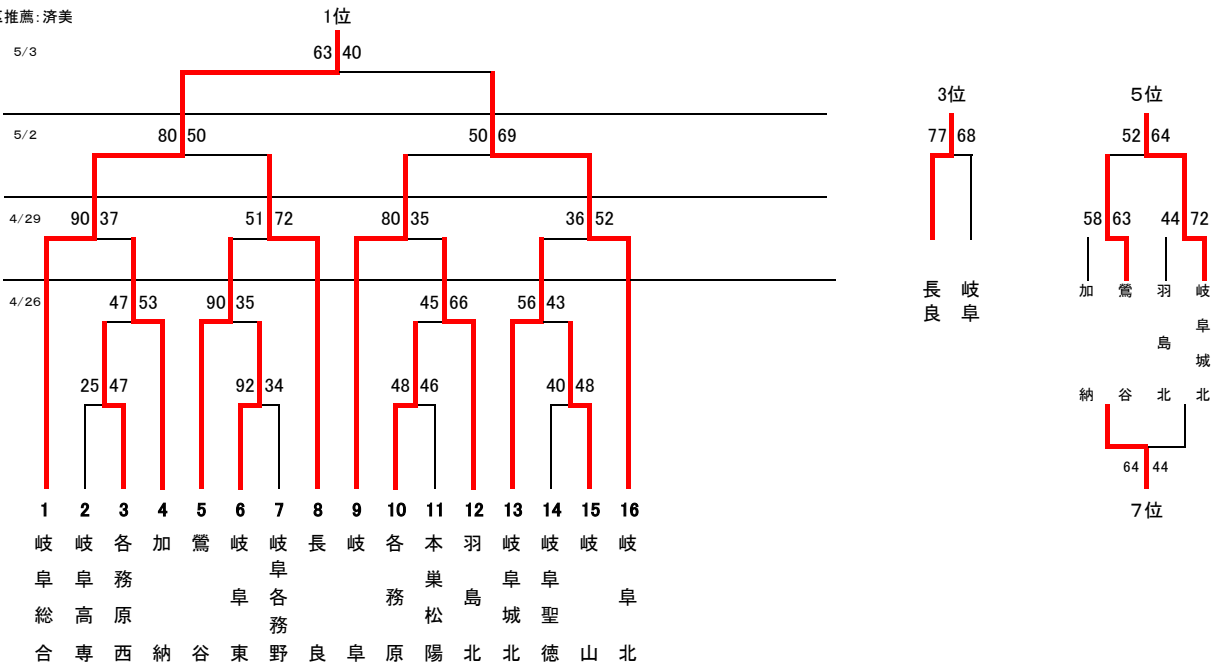 推薦：済美
1位
5/3
63 40
5/2
80 50
50 69
4/29
90 37
51 72
80 35
36 52
4/26
47 53
90 35
45 66
56 43
25 47
92 34
48 46
40 48
1 2 3 4 5 6 7 8 9 10 11 12 13 14 15 16
岐阜総合
岐阜高専
各務原西
加納
鶯谷
岐阜東
岐阜各務野
長良
岐阜
各務原
本巣松陽
羽島北
岐阜城北
岐阜聖徳
岐山
岐阜北
3位
77 68
長良
岐阜
5位
52 64
58 63
44 72
加納
鶯谷
羽島北
岐阜城北
64 44
7位